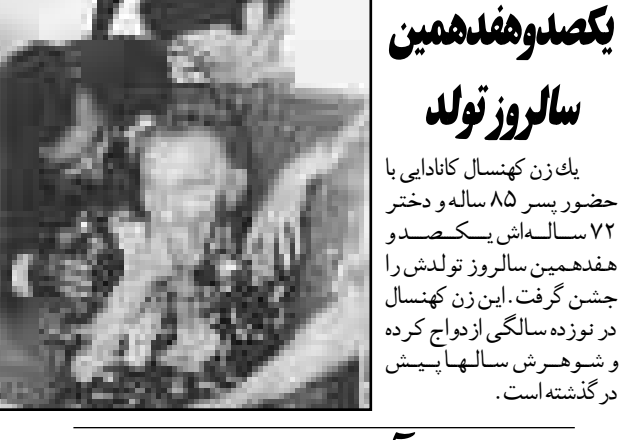 یکصدوهفدهمین
سالروز تولد
یك زن کهنسال کانادایی با
حضور پسر ۸۵ ساله و دختر
۷۲ ساله‌اش یکصدو
هفدهمین سالروز تولدش را
جشن گرفت. این زن کهنسال
در نوزده سالگی ازدواج کرده
و شوهرش سالها پیش
درگذشته است.